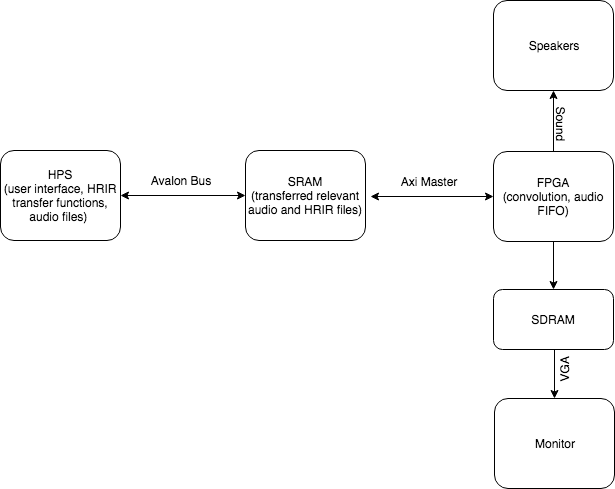 Speakers
Sound
HPS
(user interface, HRIR
transfer functions,
audio files)
Avalon Bus
SRAM
(transferred relevant
audio and HRIR files)
Axi Master
FPGA
(convolution, audio
FIFO)
SDRAM
VGA
Monitor